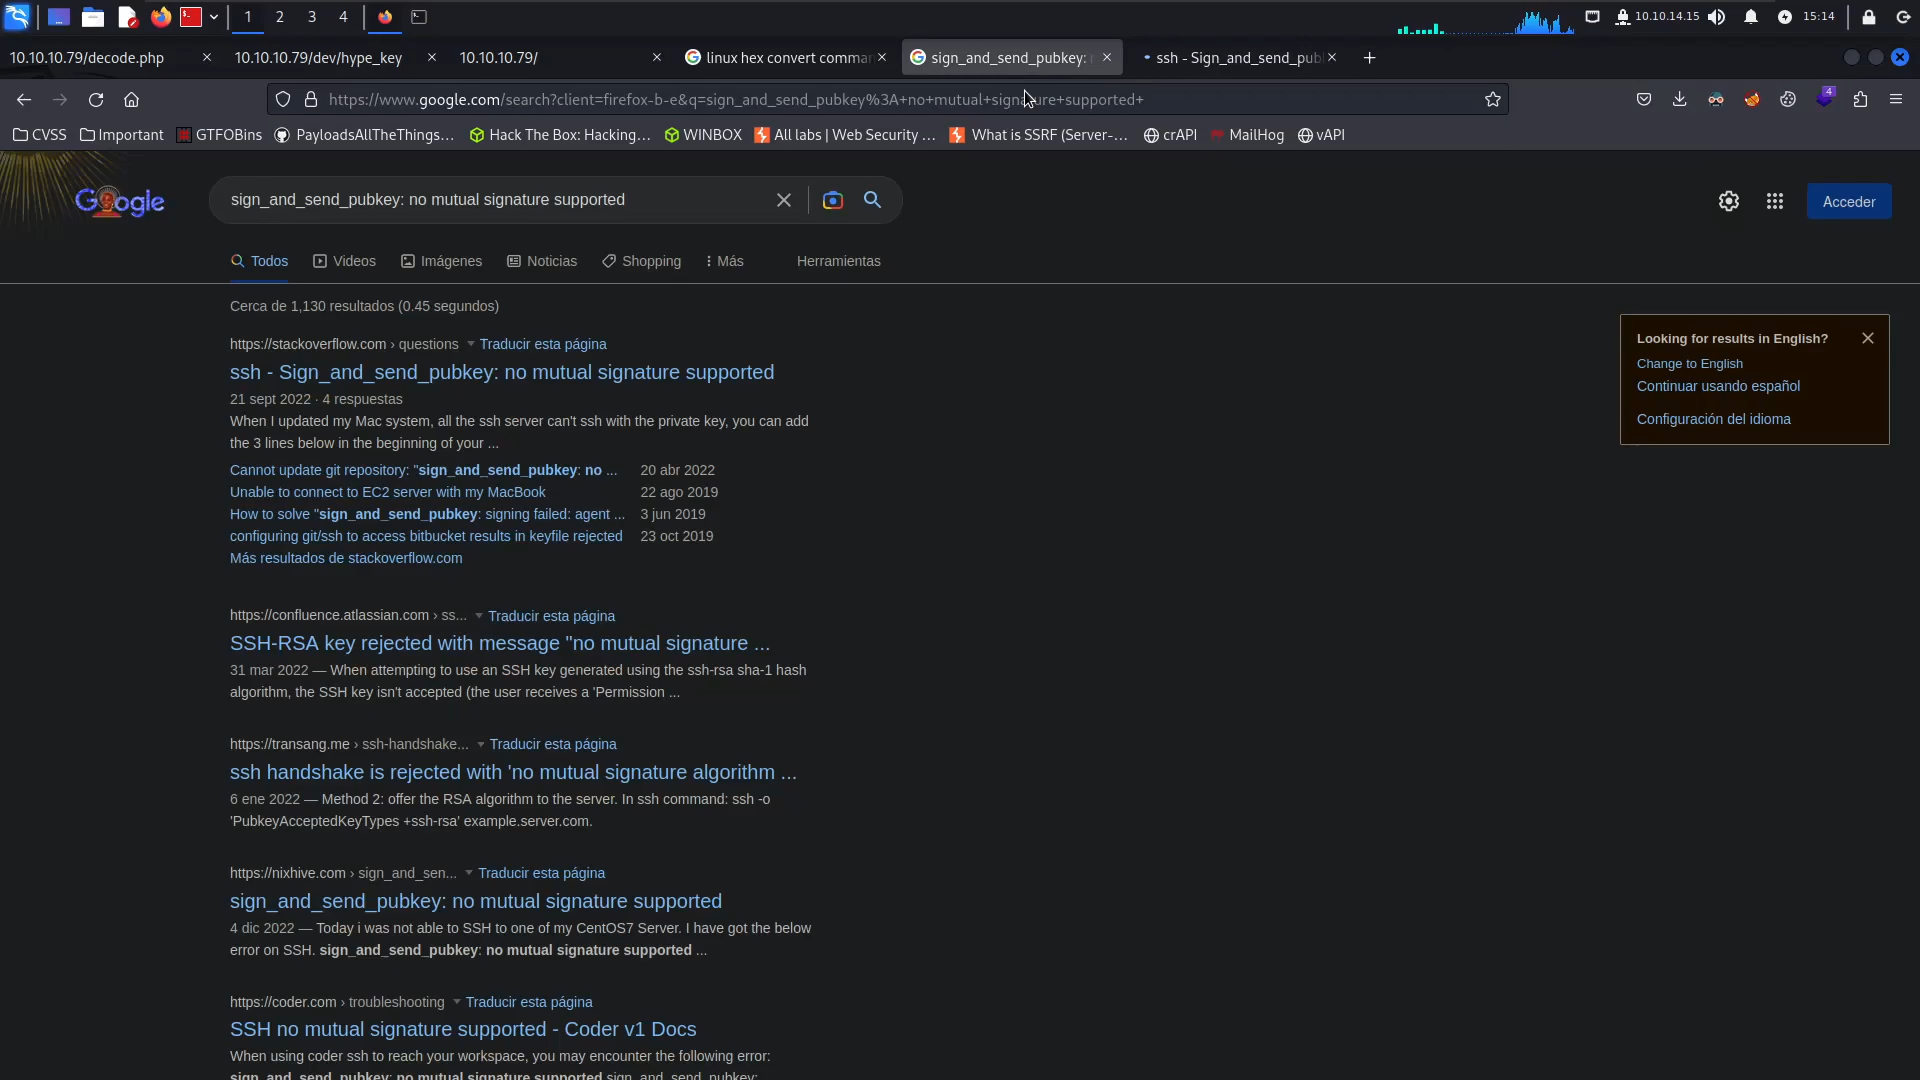 1 2 3 4
10.10.14.15
15:14
10.10.10.79/decode.php
10.10.10.79/dev/hype_key
10.10.10.79/
linux hex convert comman
sign_and_send_pubkey:
ssh - Sign_and_send_pub
https://www.google.com/search?client=firefox-b-e&q=sign_and_send_pubkey%3A+no+mutual+signature+supported+
CVSS
Important
GTFOBins
PayloadsAllTheThings...
Hack The Box: Hacking...
WINBOX
All labs | Web Security ...
What is SSRF (Server-...
crAPI
MailHog
vAPI
4
Google
sign_and_send_pubkey: no mutual signature supported
Acceder
Todos
Videos
Imágenes
Noticias
Shopping
Más
Herramientas
Cerca de 1,130 resultados (0.45 segundos)
https://stackoverflow.com › questions Traducir esta página
ssh - Sign_and_send_pubkey: no mutual signature supported
21 sept 2022 · 4 respuestas
When I updated my Mac system, all the ssh server can't ssh with the private key, you can add
the 3 lines below in the beginning of your ...
Cannot update git repository: "sign_and_send_pubkey: no ... 20 abr 2022
Unable to connect to EC2 server with my MacBook 22 ago 2019
How to solve "sign_and_send_pubkey: signing failed: agent ... 3 jun 2019
configuring git/ssh to access bitbucket results in keyfile rejected 23 oct 2019
Más resultados de stackoverflow.com
https://confluence.atlassian.com › ss... Traducir esta página
SSH-RSA key rejected with message "no mutual signature ...
31 mar 2022 — When attempting to use an SSH key generated using the ssh-rsa sha-1 hash
algorithm, the SSH key isn't accepted (the user receives a 'Permission ...
https://transang.me › ssh-handshake... Traducir esta página
ssh handshake is rejected with 'no mutual signature algorithm ...
6 ene 2022 — Method 2: offer the RSA algorithm to the server. In ssh command: ssh -o
'PubkeyAcceptedKeyTypes +ssh-rsa' example.server.com.
https://nixhive.com › sign_and_sen... Traducir esta página
sign_and_send_pubkey: no mutual signature supported
4 dic 2022 — Today i was not able to SSH to one of my CentOS7 Server. I have got the below
error on SSH. sign_and_send_pubkey: no mutual signature supported ...
https://coder.com › troubleshooting Traducir esta página
SSH no mutual signature supported - Coder v1 Docs
When using coder ssh to reach your workspace, you may encounter the following error:
sign_and_send_pubkey: no mutual signature supported sign_and_send_pubkey:
Looking for results in English?
Change to English
Continuar usando español
Configuración del idioma